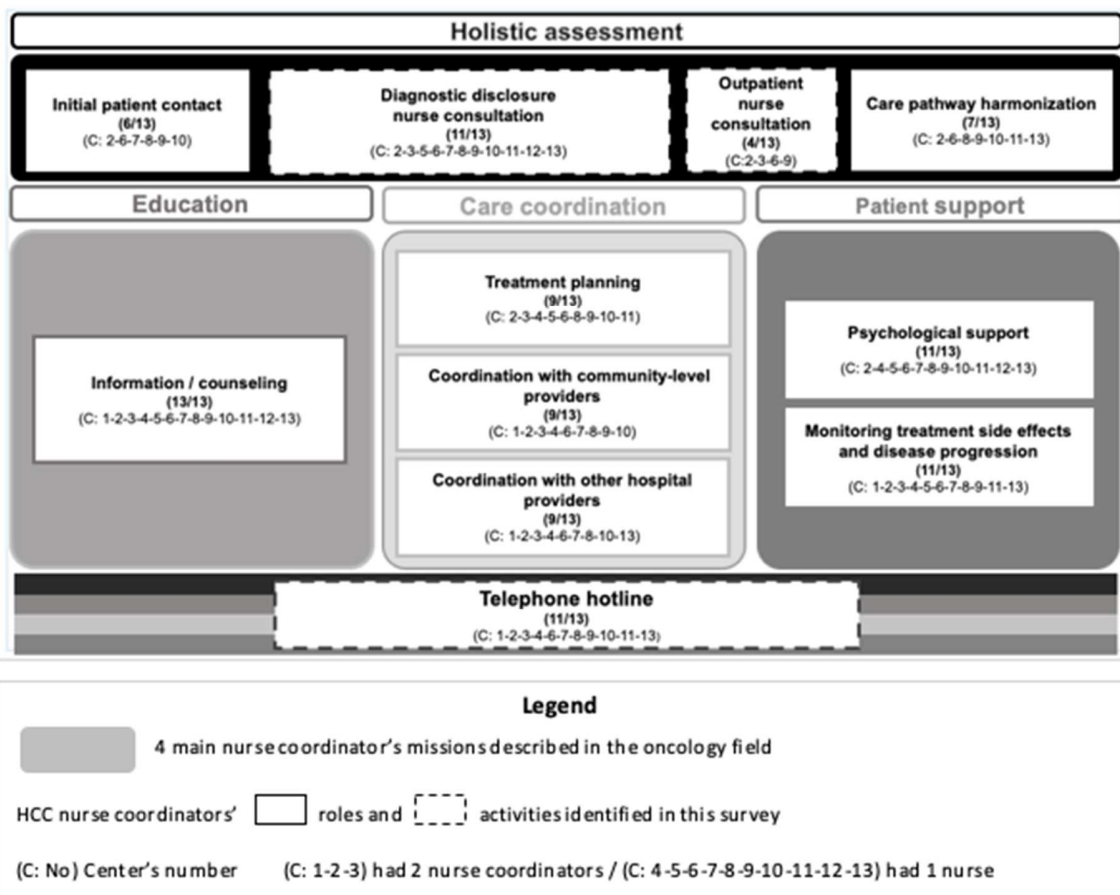 Holistic assessment
Initial patient contact
(6/13)
(C: 2-6-7-8-9-10)
Diagnostic disclosure
nurse consultation
(11/13)
(C: 2-3-5-6-7-8-9-10-11-12-13)
Outpatient
nurse
consultation
(4/13)
(C:2-3-6-9)
Care pathway harmonization
(7/13)
(C: 2-6-8-9-10-11-13)
Education
Care coordination
Patient support
Information / counseling
(13/13)
(C: 1-2-3-4-5-6-7-8-9-10-11-12-13)
Treatment planning
(9/13)
(C: 2-3-4-5-6-8-9-10-11)
Coordination with community-level
providers
(9/13)
(C: 1-2-3-4-6-7-8-9-10)
Coordination with other hospital
providers
(9/13)
(C: 1-2-3-4-6-7-8-10-13)
Psychological support
(11/13)
(C: 2-4-5-6-7-8-9-10-11-12-13)
Monitoring treatment side effects
and disease progression
(11/13)
(C: 1-2-3-4-5-6-7-8-9-11-13)
Telephone hotline
(11/13)
(C: 1-2-3-4-6-7-8-9-10-11-13)
Legend
4 main nurse coordinator's missions described in the oncology field
HCC nurse coordinators' roles and activities identified in this survey
(C: No) Center's number (C: 1-2-3) had 2 nurse coordinators / (C: 4-5-6-7-8-9-10-11-12-13) had 1 nurse